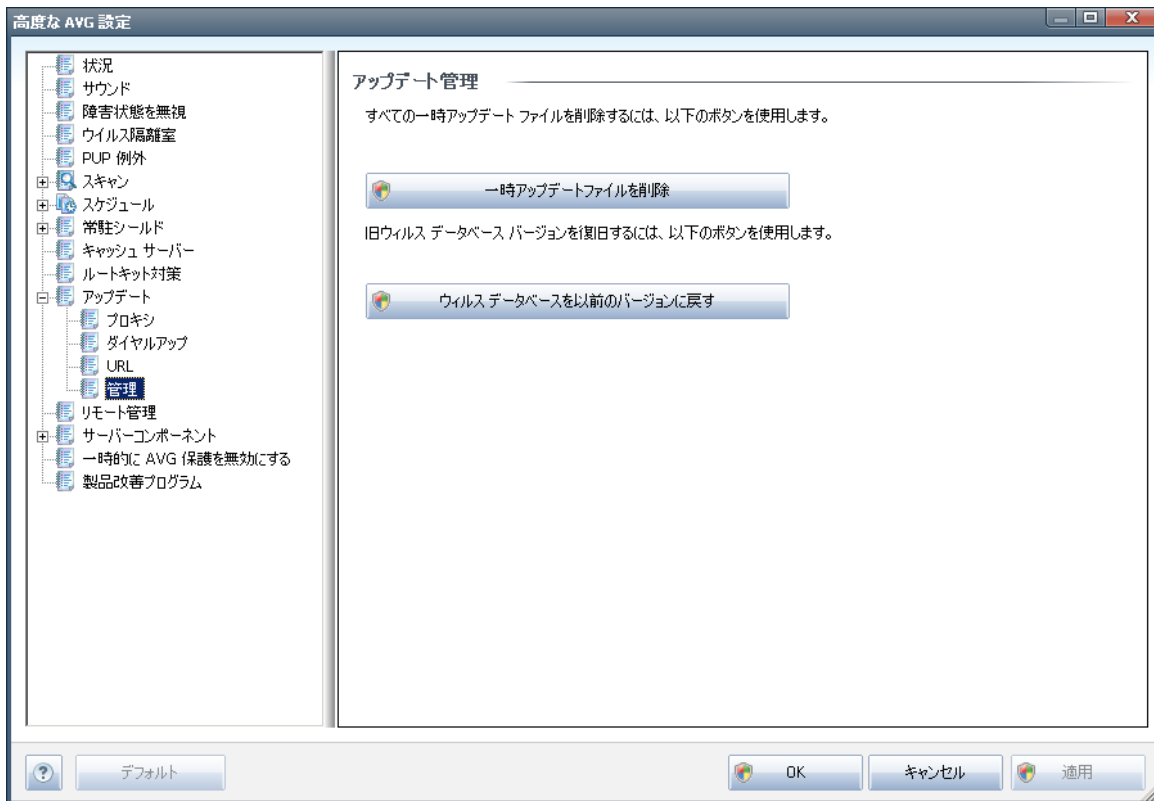 高度な AVG 設定
状況
サウンド
障害状態を無視
ウイルス隔離室
PUP 例外
スキャン
スケジュール
常駐シールド
キャッシュ サーバー
ルートキット対策
アップデート
プロキシ
ダイヤルアップ
URL
管理
リモート管理
サーバーコンポーネント
一時的に AVG 保護を無効にする
製品改善プログラム
アップデート管理
すべての一時アップデート ファイルを削除するには、以下のボタンを使用します。
一時アップデートファイルを削除
旧ウィルス データベース バージョンを復旧するには、以下のボタンを使用します。
ウィルス データベースを以前のバージョンに戻す
?
デフォルト
OK
キャンセル
適用